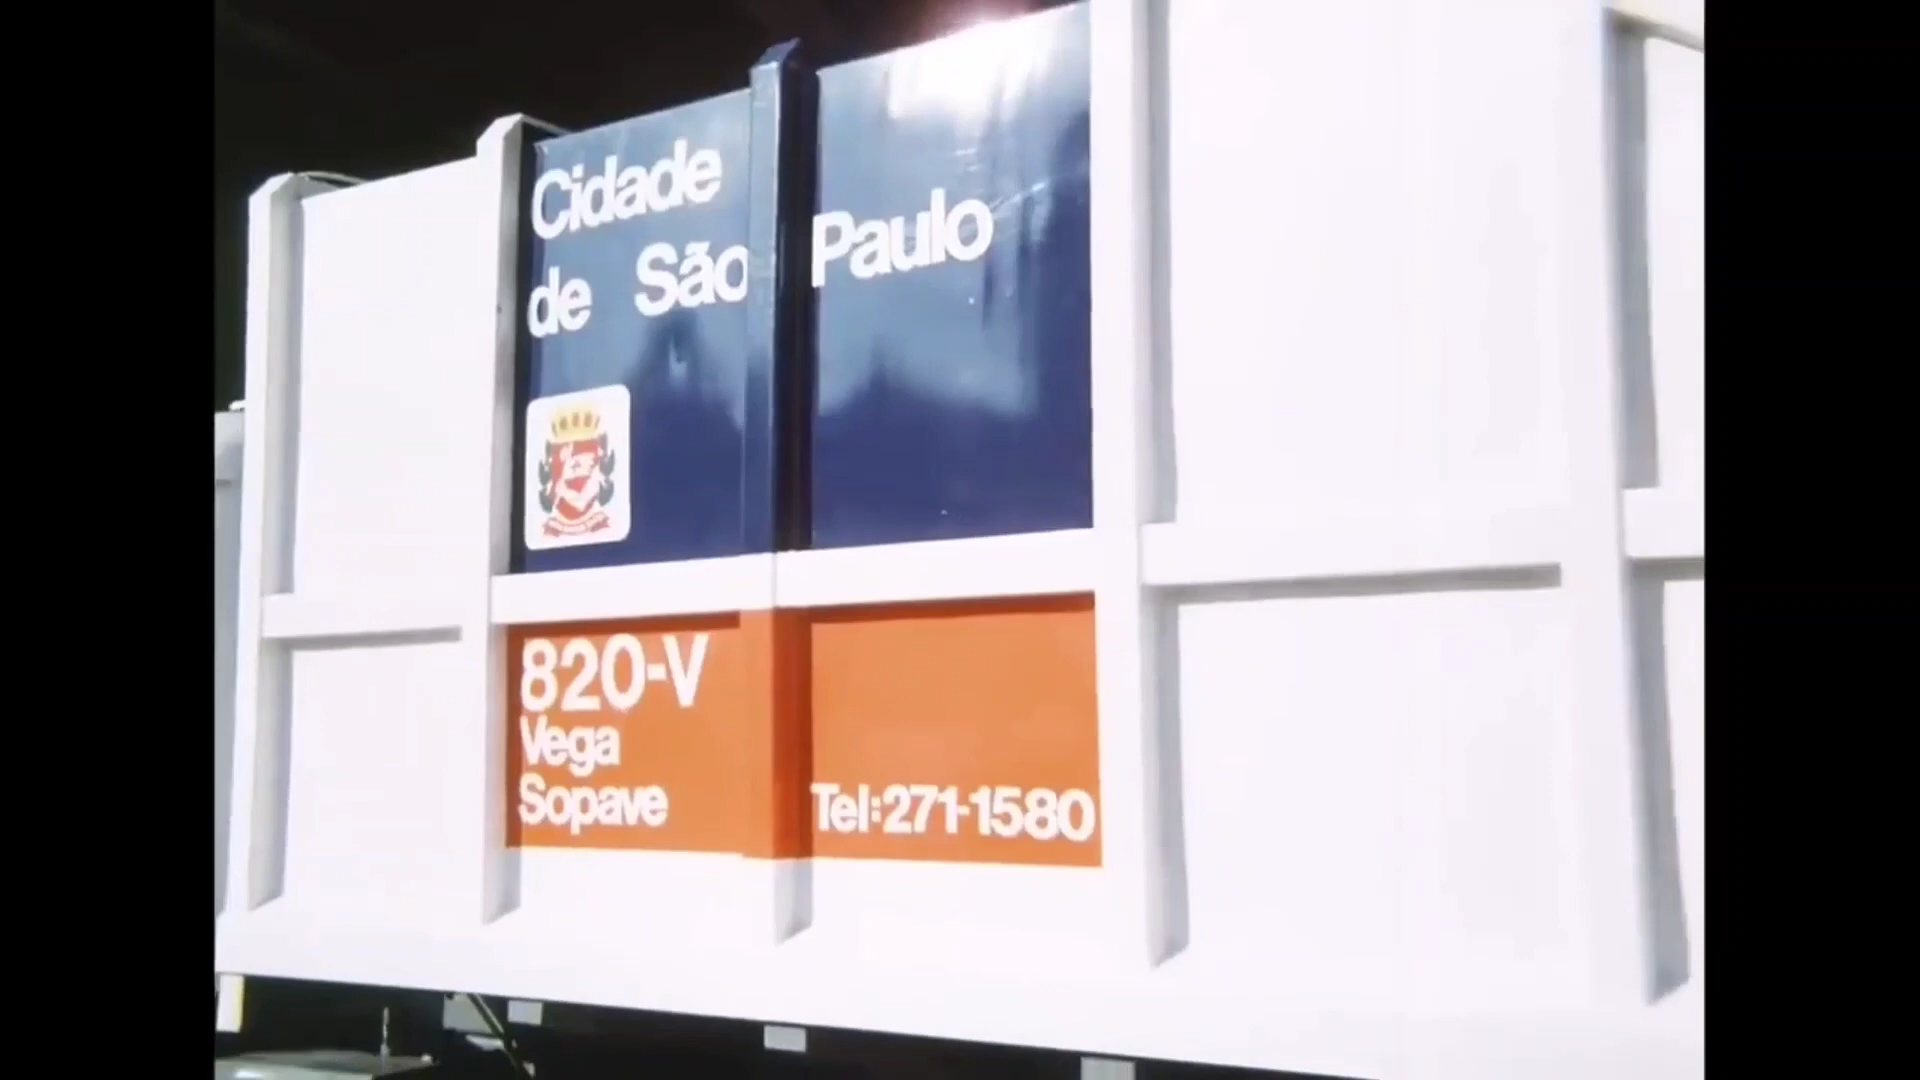 Cidade
de São Paulo
820-V
Vega
Sopave
Tel:271-1580